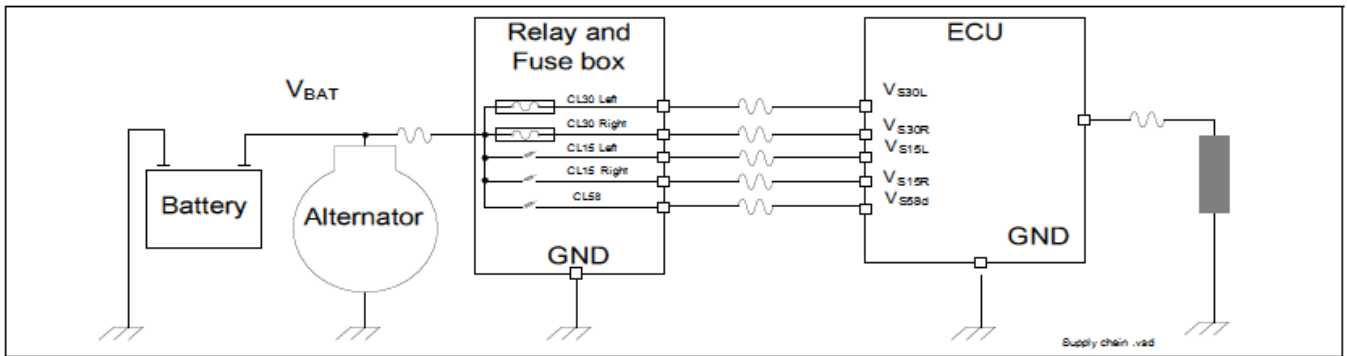 Relay and
Fuse box
ECU
VBAT
CL30 Left
VS30L
CL30 Right
VS30R
CL15 Left
VS15L
CL15 Right
VS15R
CL58
VS58d
Battery
Alternator
GND
GND
Supply chain .vsd